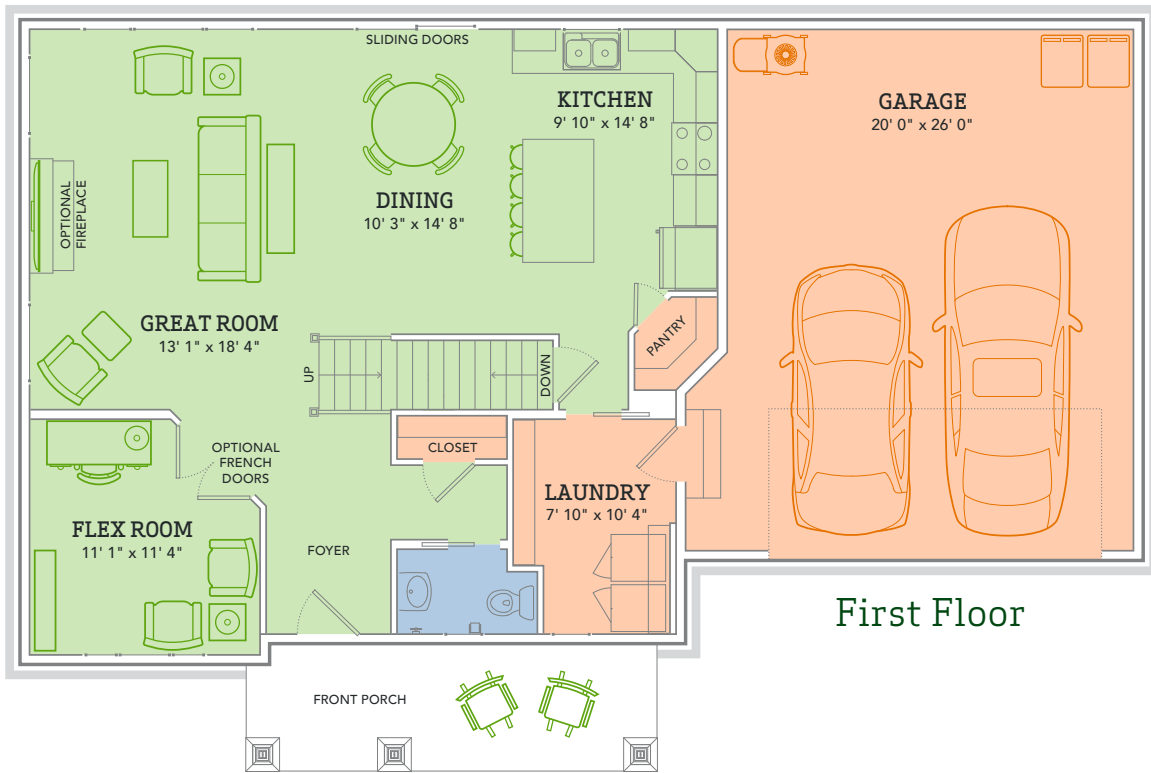 SLIDING DOORS
KITCHEN
9' 10" x 14' 8"
GARAGE
20' 0" x 26' 0"
OPTIONAL
FIREPLACE
DINING
10' 3" x 14' 8"
GREAT ROOM
13' 1" x 18' 4"
PANTRY
UP
DOWN
OPTIONAL
FRENCH
DOORS
CLOSET
LAUNDRY
7' 10" x 10' 4"
FLEX ROOM
11' 1" x 11' 4"
FOYER
First Floor
FRONT PORCH